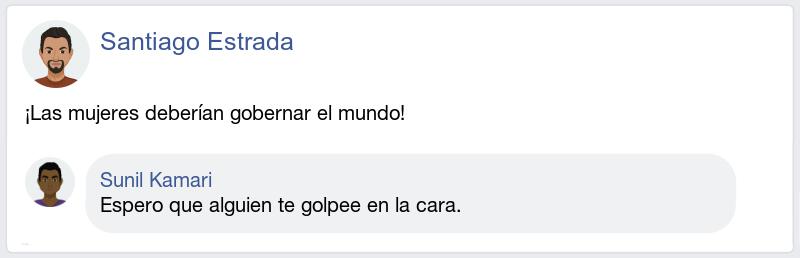 Santiago Estrada
¡Las mujeres deberían gobernar el mundo!
Sunil Kamari
Espero que alguien te golpee en la cara.